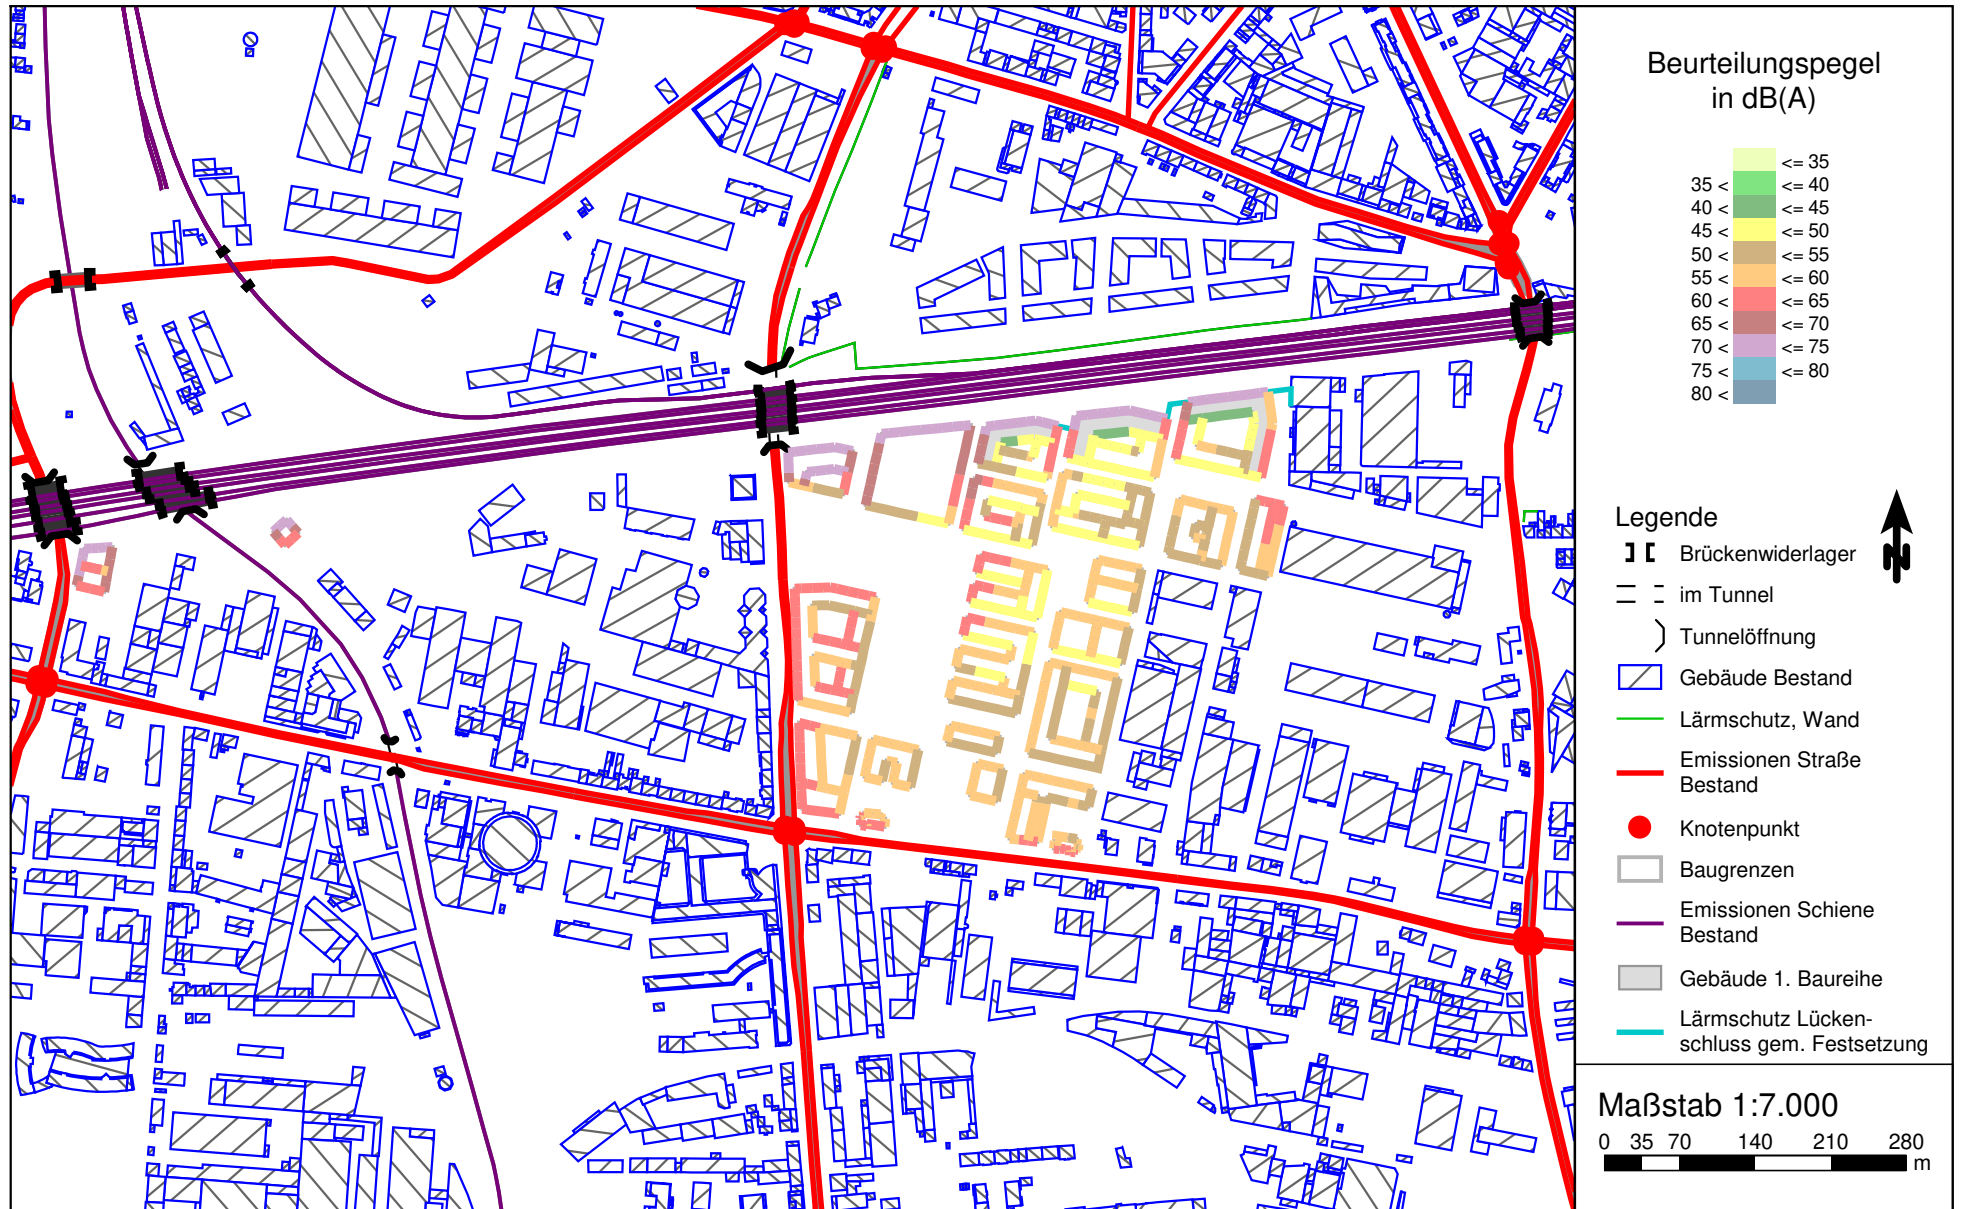 Beurteilungspegel
in dB(A)
<= 35
35 < <= 40
40 < <= 45
45 < <= 50
50 < <= 55
55 < <= 60
60 < <= 65
65 < <= 70
70 < <= 75
75 < <= 80
80 <
Legende
N
Brückenwiderlager
im Tunnel
Tunnelöffnung
Gebäude Bestand
Lärmschutz, Wand
Emissionen Straße
Bestand
Knotenpunkt
Baugrenzen
Emissionen Schiene
Bestand
Gebäude 1. Baureihe
Lärmschutz Lücken-
schluss gem. Festsetzung
Maßstab 1:7.000
0 35 70 140 210 280
m